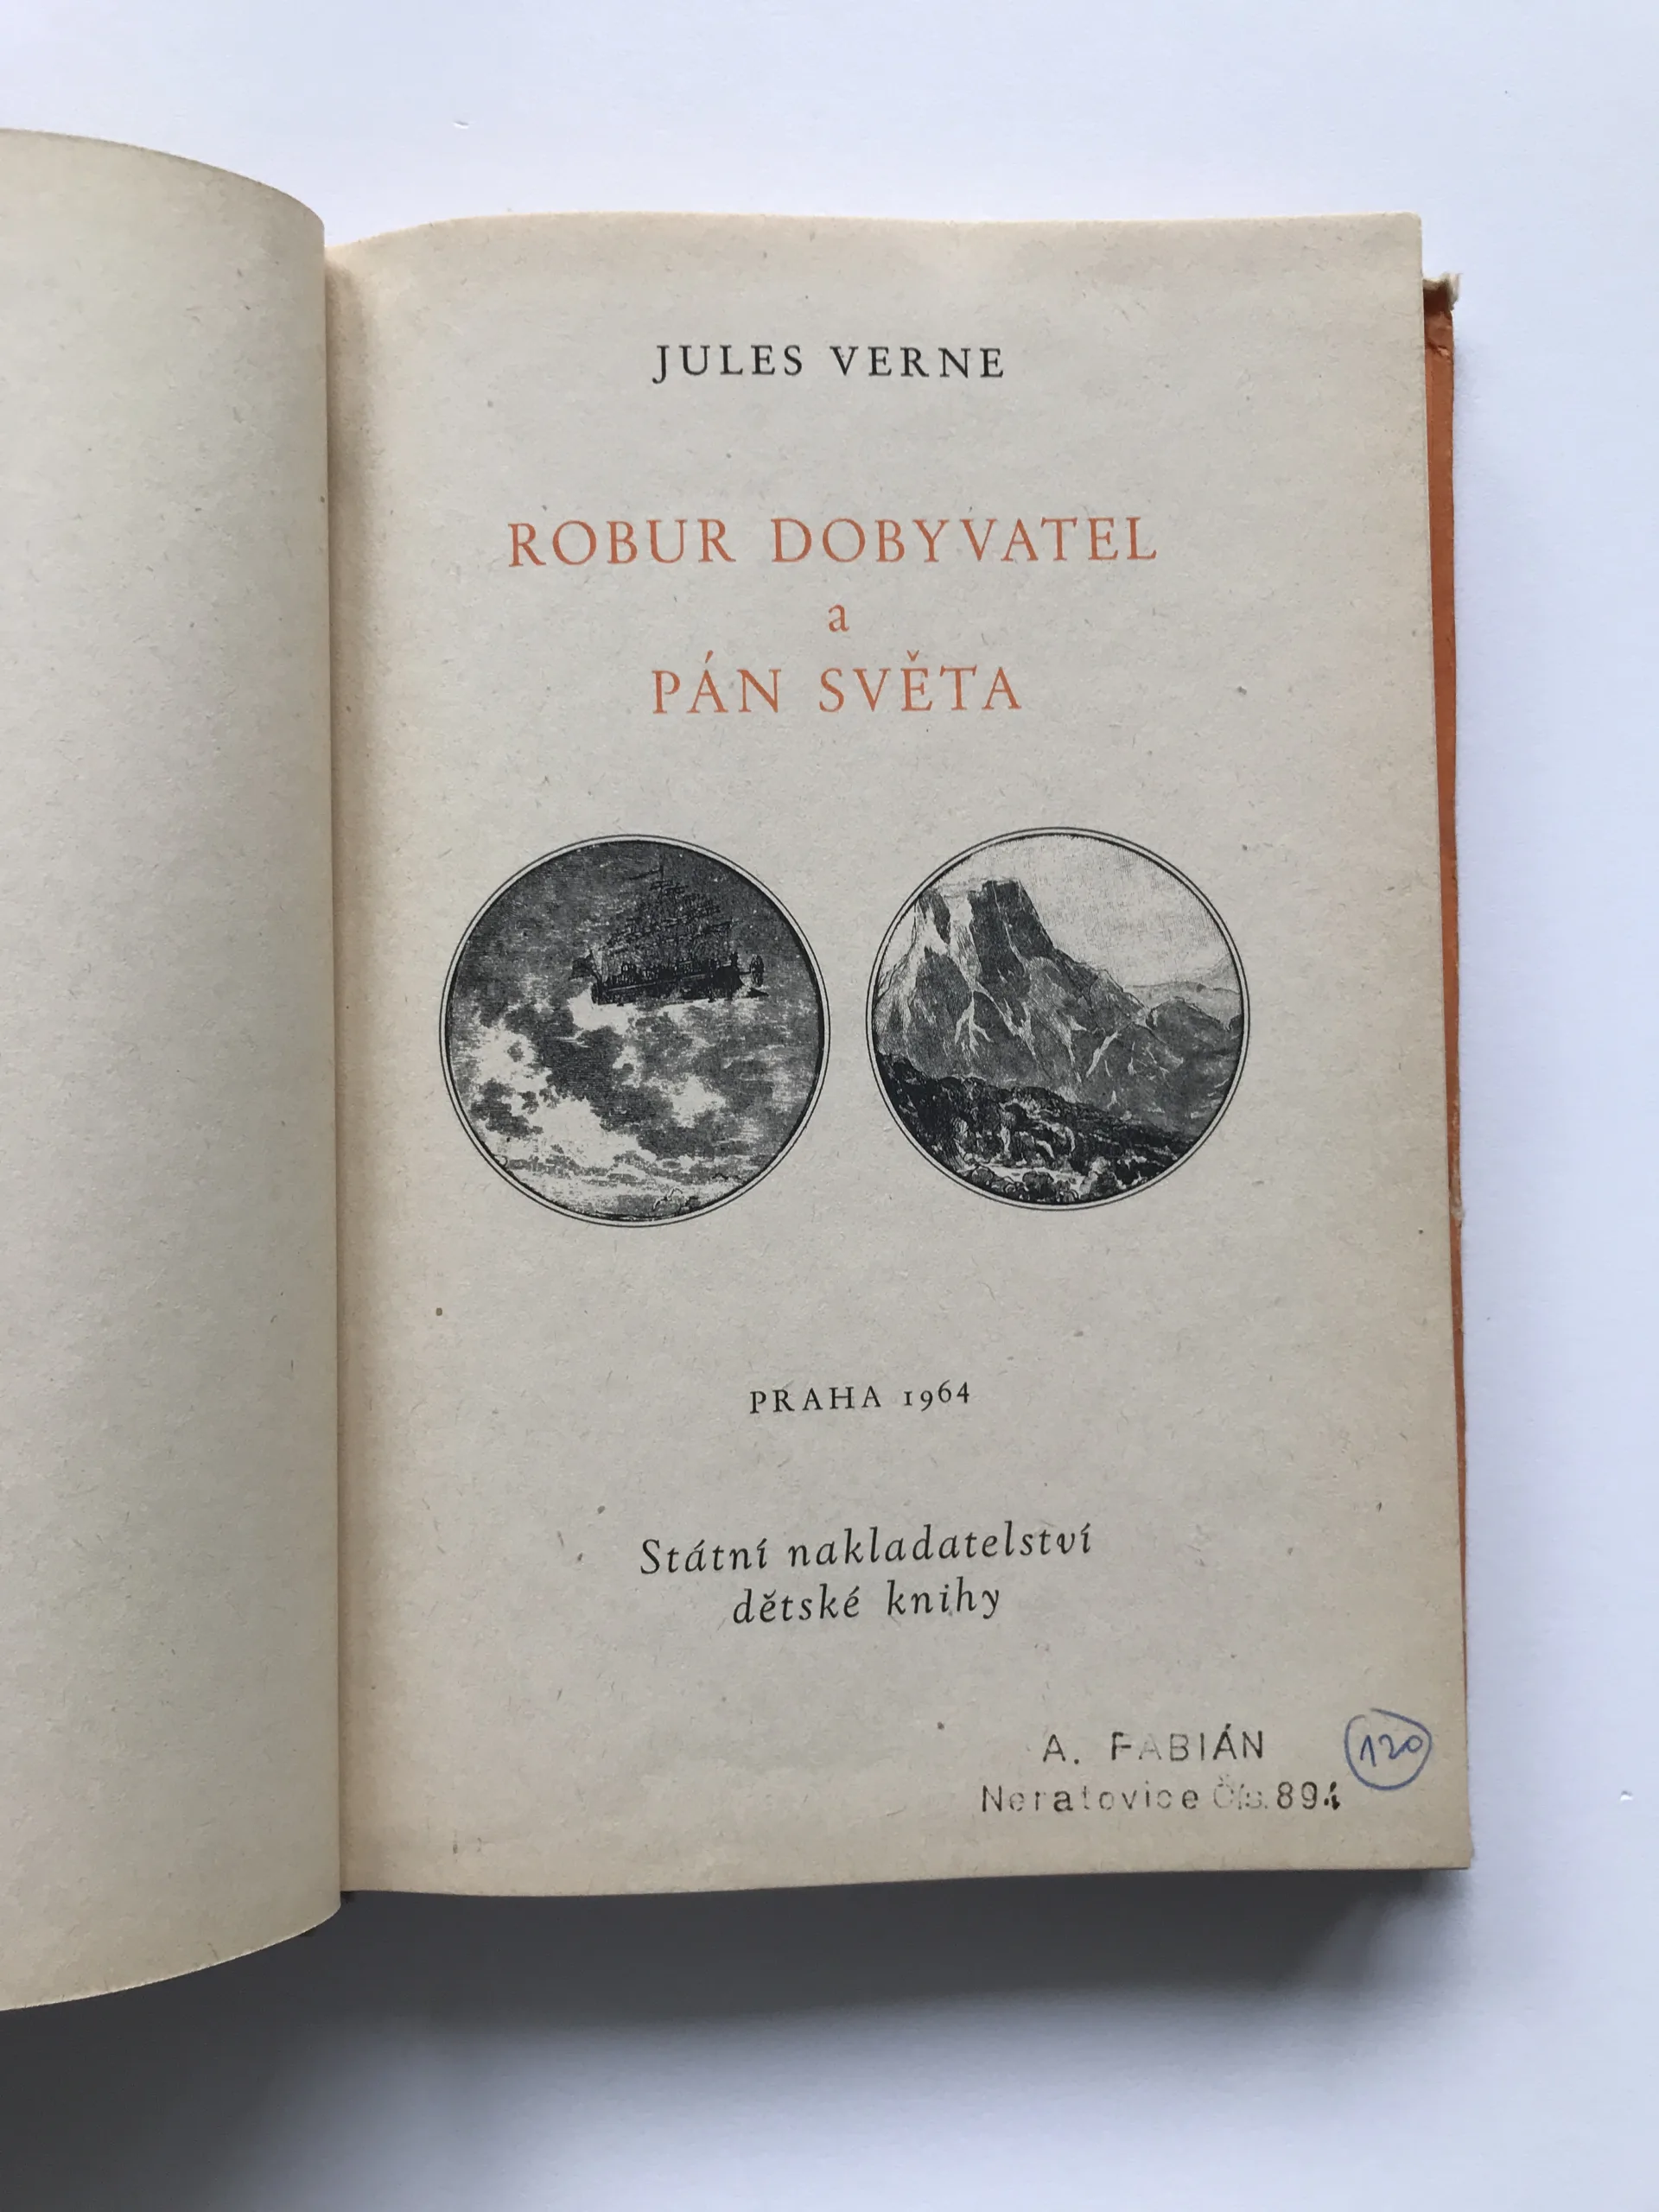 JULES VERNE
ROBUR DOBYVATEL
a
PÁN SVĚTA
PRAHA 1964
Státní nakladatelství
dětské knihy
A. FABIÁN
Neratovice Čís. 894
120